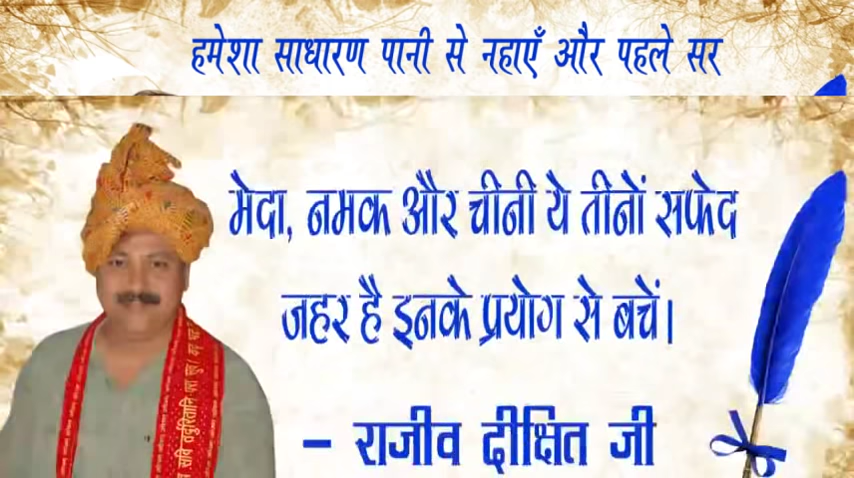 हमेशा साधारण पानी से नहाएँ और पहले सर
मेदा, नमक और चीनी ये तीनों सफेद
जहर है इनके प्रयोग से बचें।
– राजीव दीक्षित जी